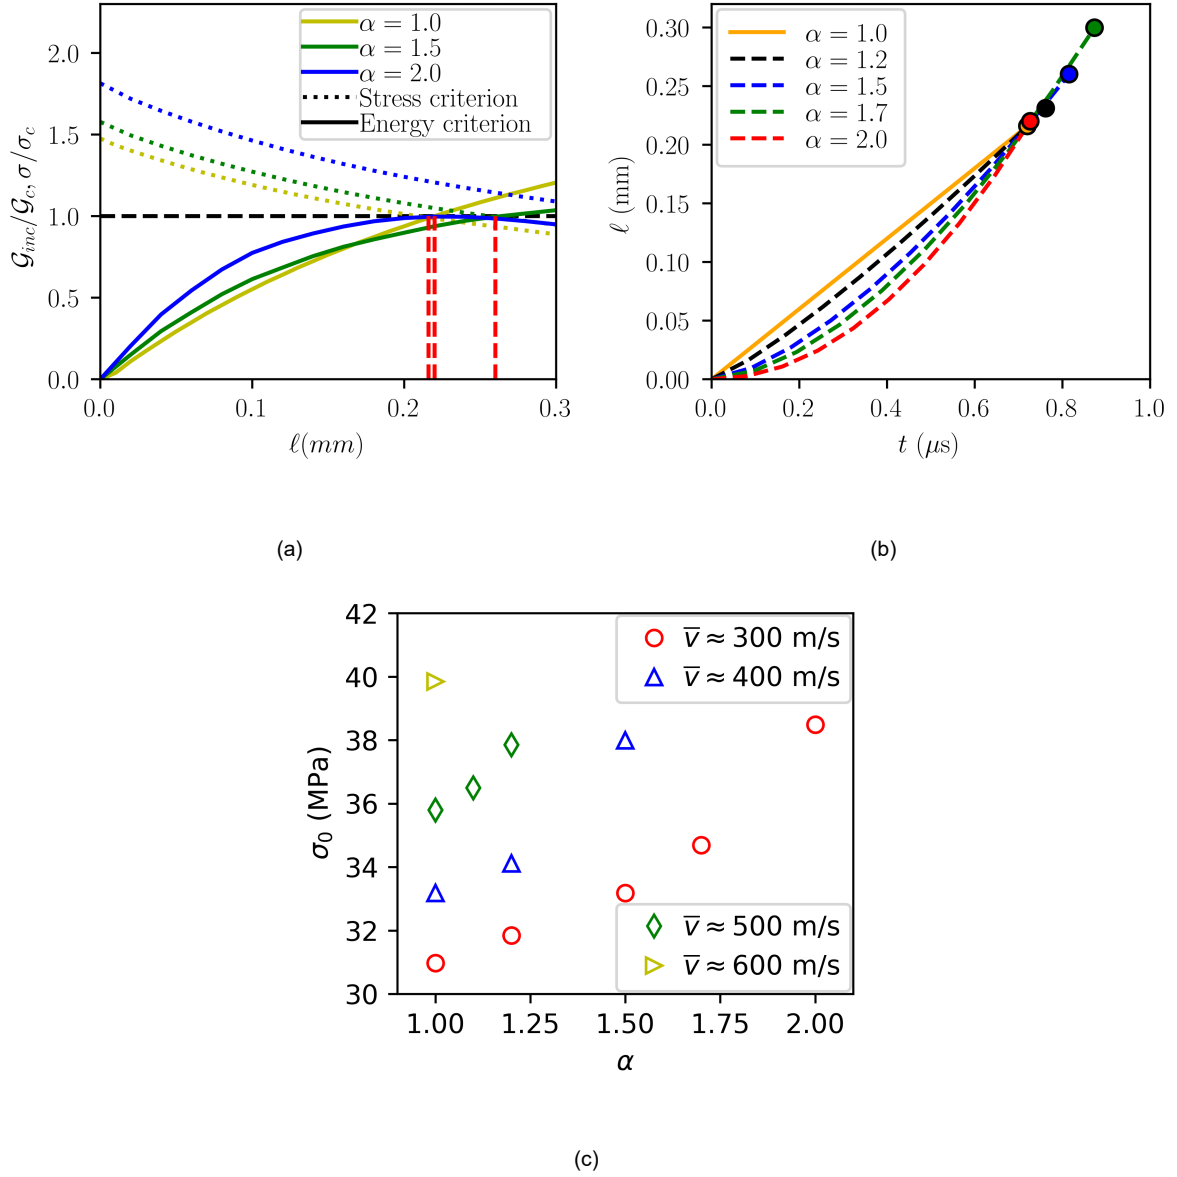 α = 1.0
α = 1.5
α = 2.0
Stress criterion
Energy criterion
2.0
1.5
1.0
0.5
0.0
𝒢inc/𝒢c, σ/σc
0.0 0.1 0.2 0.3
ℓ(mm)
(a)
α = 1.0
α = 1.2
α = 1.5
α = 1.7
α = 2.0
0.30
0.25
0.20
0.15
0.10
0.05
0.00
ℓ (mm)
0.0 0.2 0.4 0.6 0.8 1.0
t (μs)
(b)
v̅ ≈ 300 m/s
v̅ ≈ 400 m/s
42
40
38
36
34
32
30
σ0 (MPa)
v̅ ≈ 500 m/s
v̅ ≈ 600 m/s
1.00 1.25 1.50 1.75 2.00
α
(c)